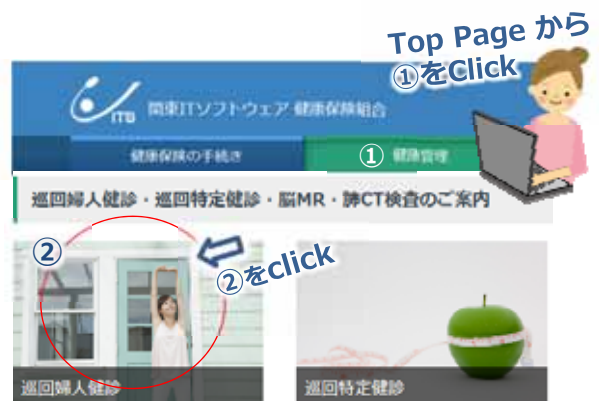 Top Page から
①をClick
ITS 関東ITソフトウェア 健康保険組合
健康保険の手続き ① 健康管理
巡回婦人健診・巡回特定健診・脳MR・肺CT検査のご案内
②
②をclick
巡回婦人健診 巡回特定健診